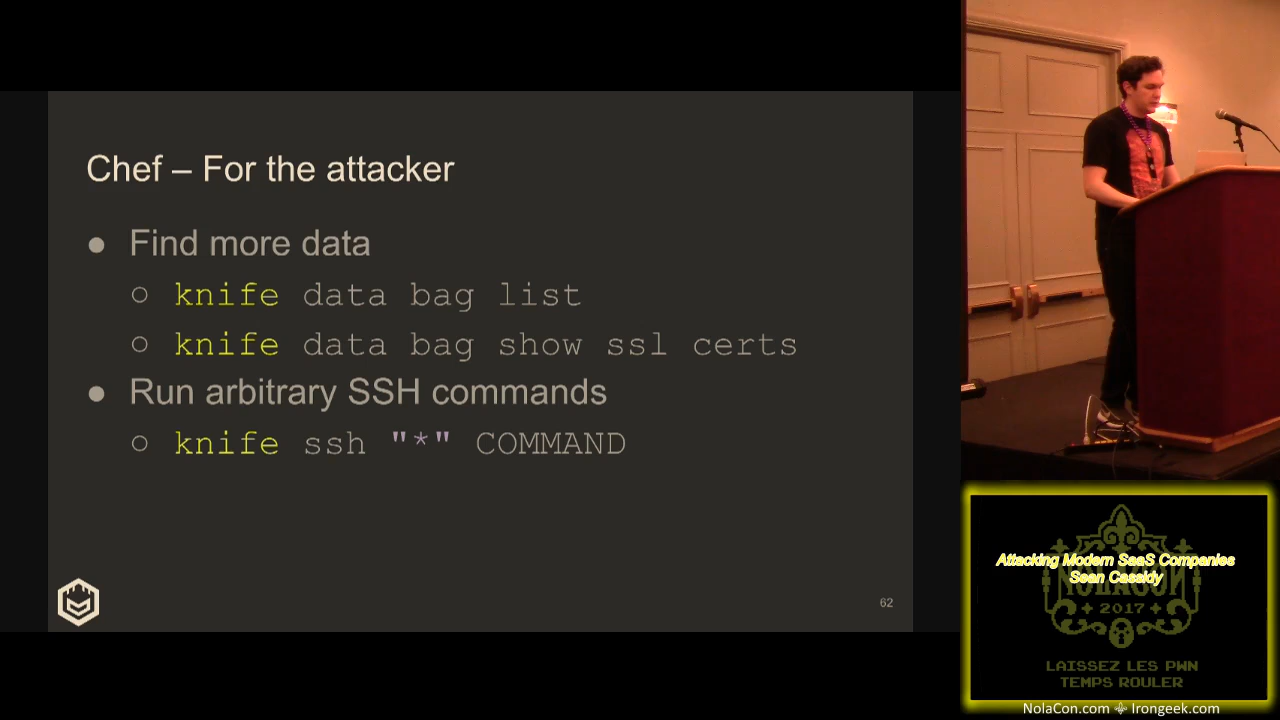 Chef – For the attacker
● Find more data
○ knife data bag list
○ knife data bag show ssl certs
● Run arbitrary SSH commands
○ knife ssh "*" COMMAND
62
Attacking Modern SaaS Companies
Sean Cassidy
NOLACON
2017
LAISSEZ LES PWN
TEMPS ROULER
NolaCon.com ⚜ Irongeek.com